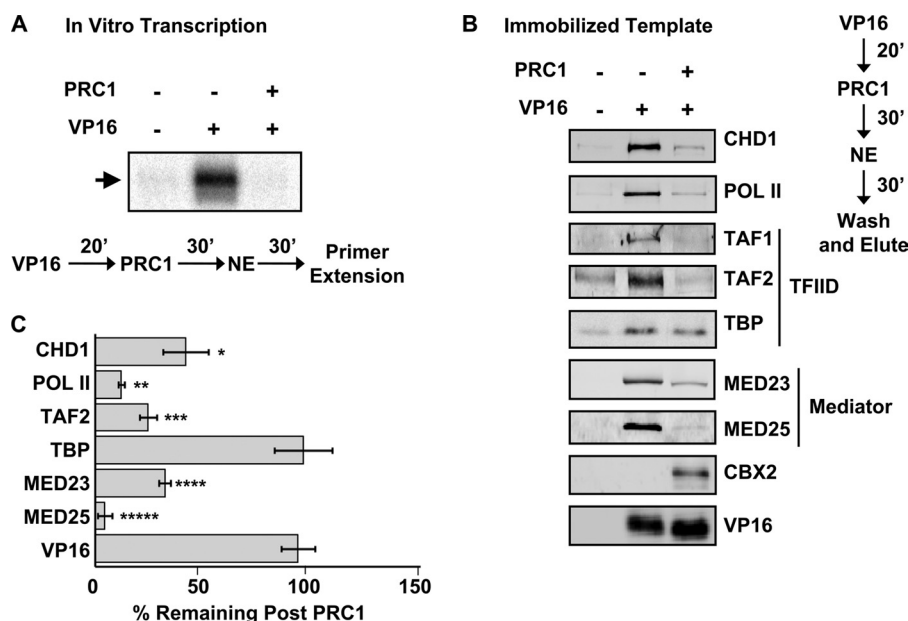 A In Vitro Transcription
PRC1 - - +
VP16 - + +
VP16 20’ PRC1 30’ NE 30’ Primer
Extension
B Immobilized Template
PRC1 - - +
VP16 - + +
CHD1
POL II
TAF1
TAF2
TBP
TFIID
MED23
MED25
Mediator
CBX2
VP16
VP16
20’
PRC1
30’
NE
30’
Wash
and Elute
C
CHD1 *
POL II **
TAF2 ***
TBP
MED23 ****
MED25 *****
VP16
0 50 100 150
% Remaining Post PRC1